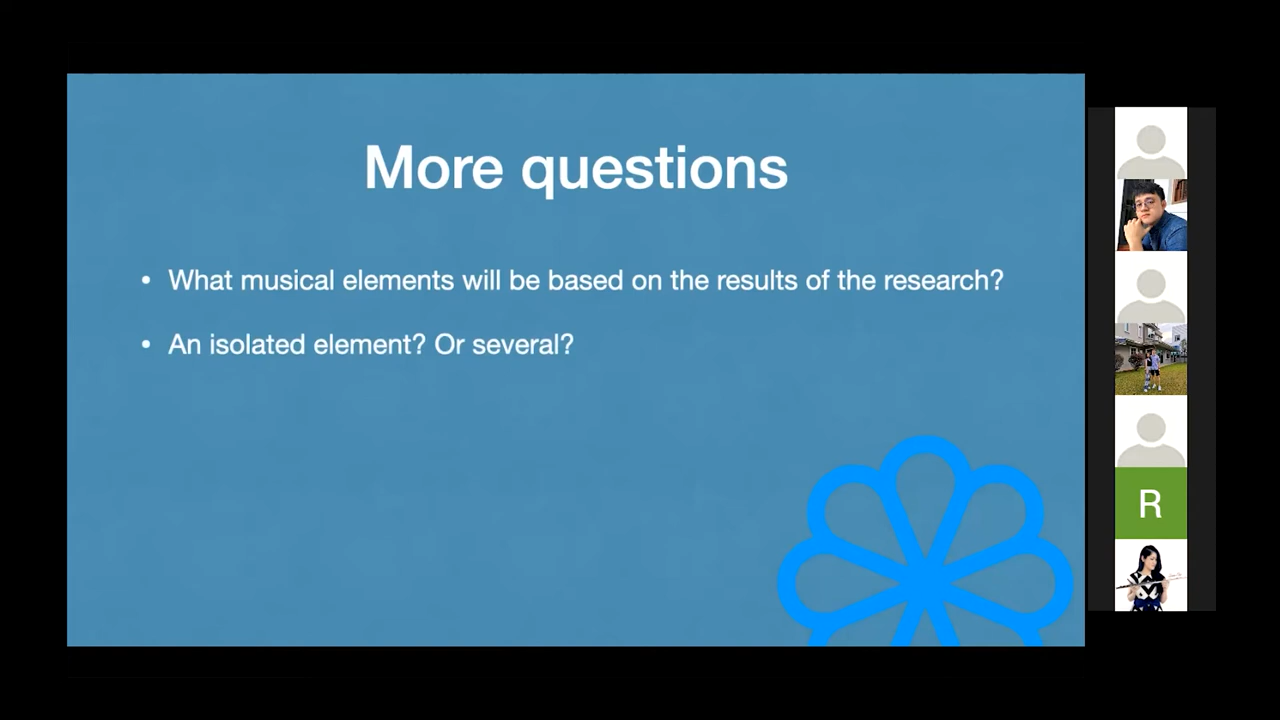 More questions
• What musical elements will be based on the results of the research?
• An isolated element? Or several?
R